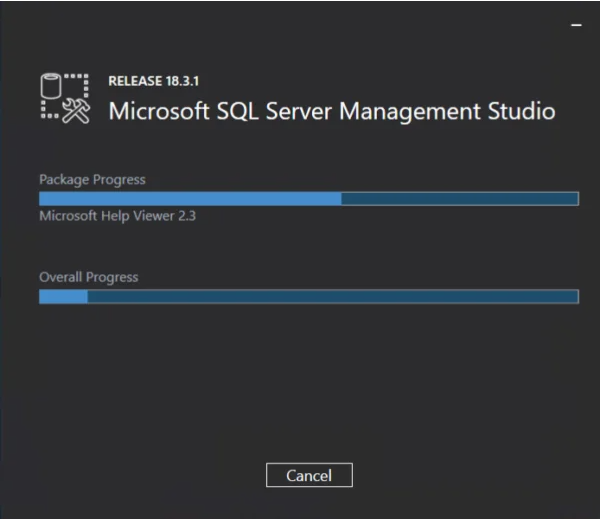 RELEASE 18.3.1
Microsoft SQL Server Management Studio
Package Progress
Microsoft Help Viewer 2.3
Overall Progress
Cancel